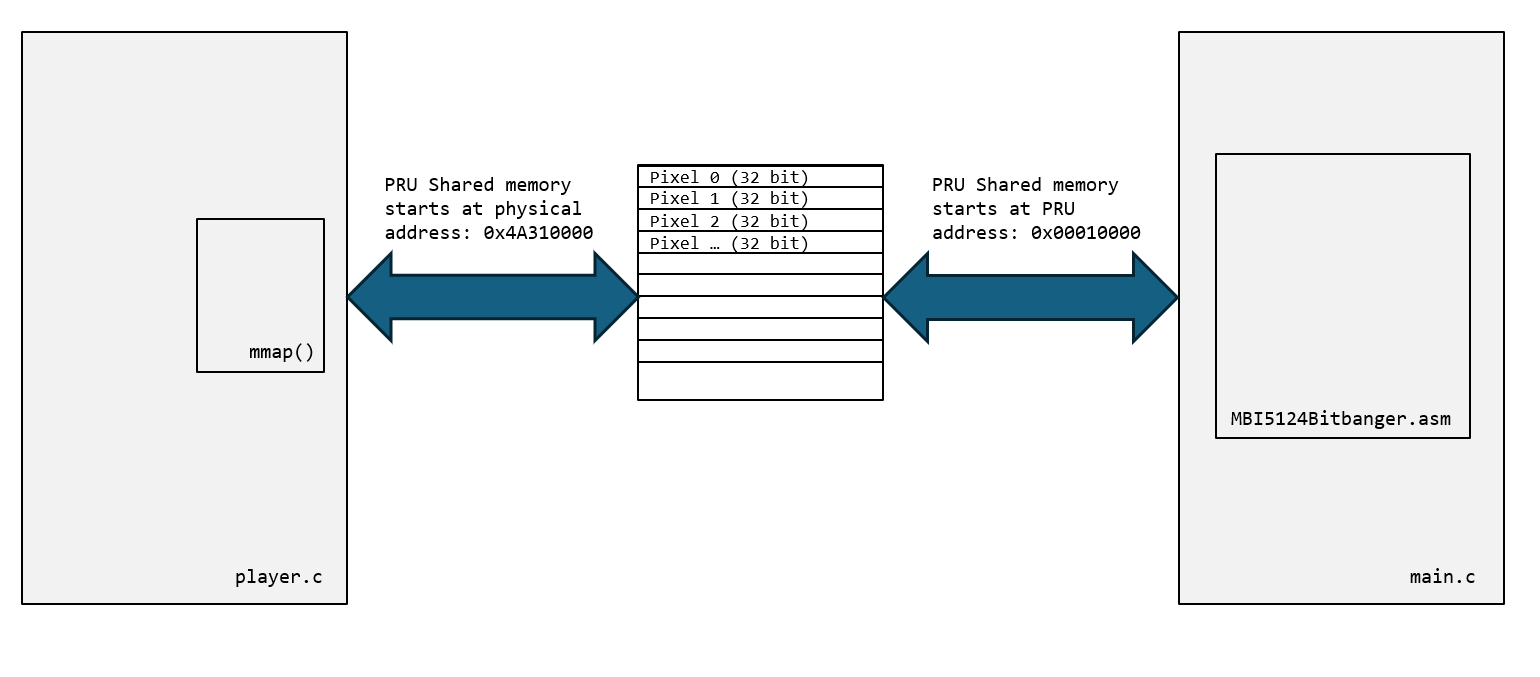 PRU Shared memory
starts at physical
address: 0x4A310000
mmap()
player.c
Pixel 0 (32 bit)
Pixel 1 (32 bit)
Pixel 2 (32 bit)
Pixel … (32 bit)
PRU Shared memory
starts at PRU
address: 0x00010000
MBI5124Bitbanger.asm
main.c